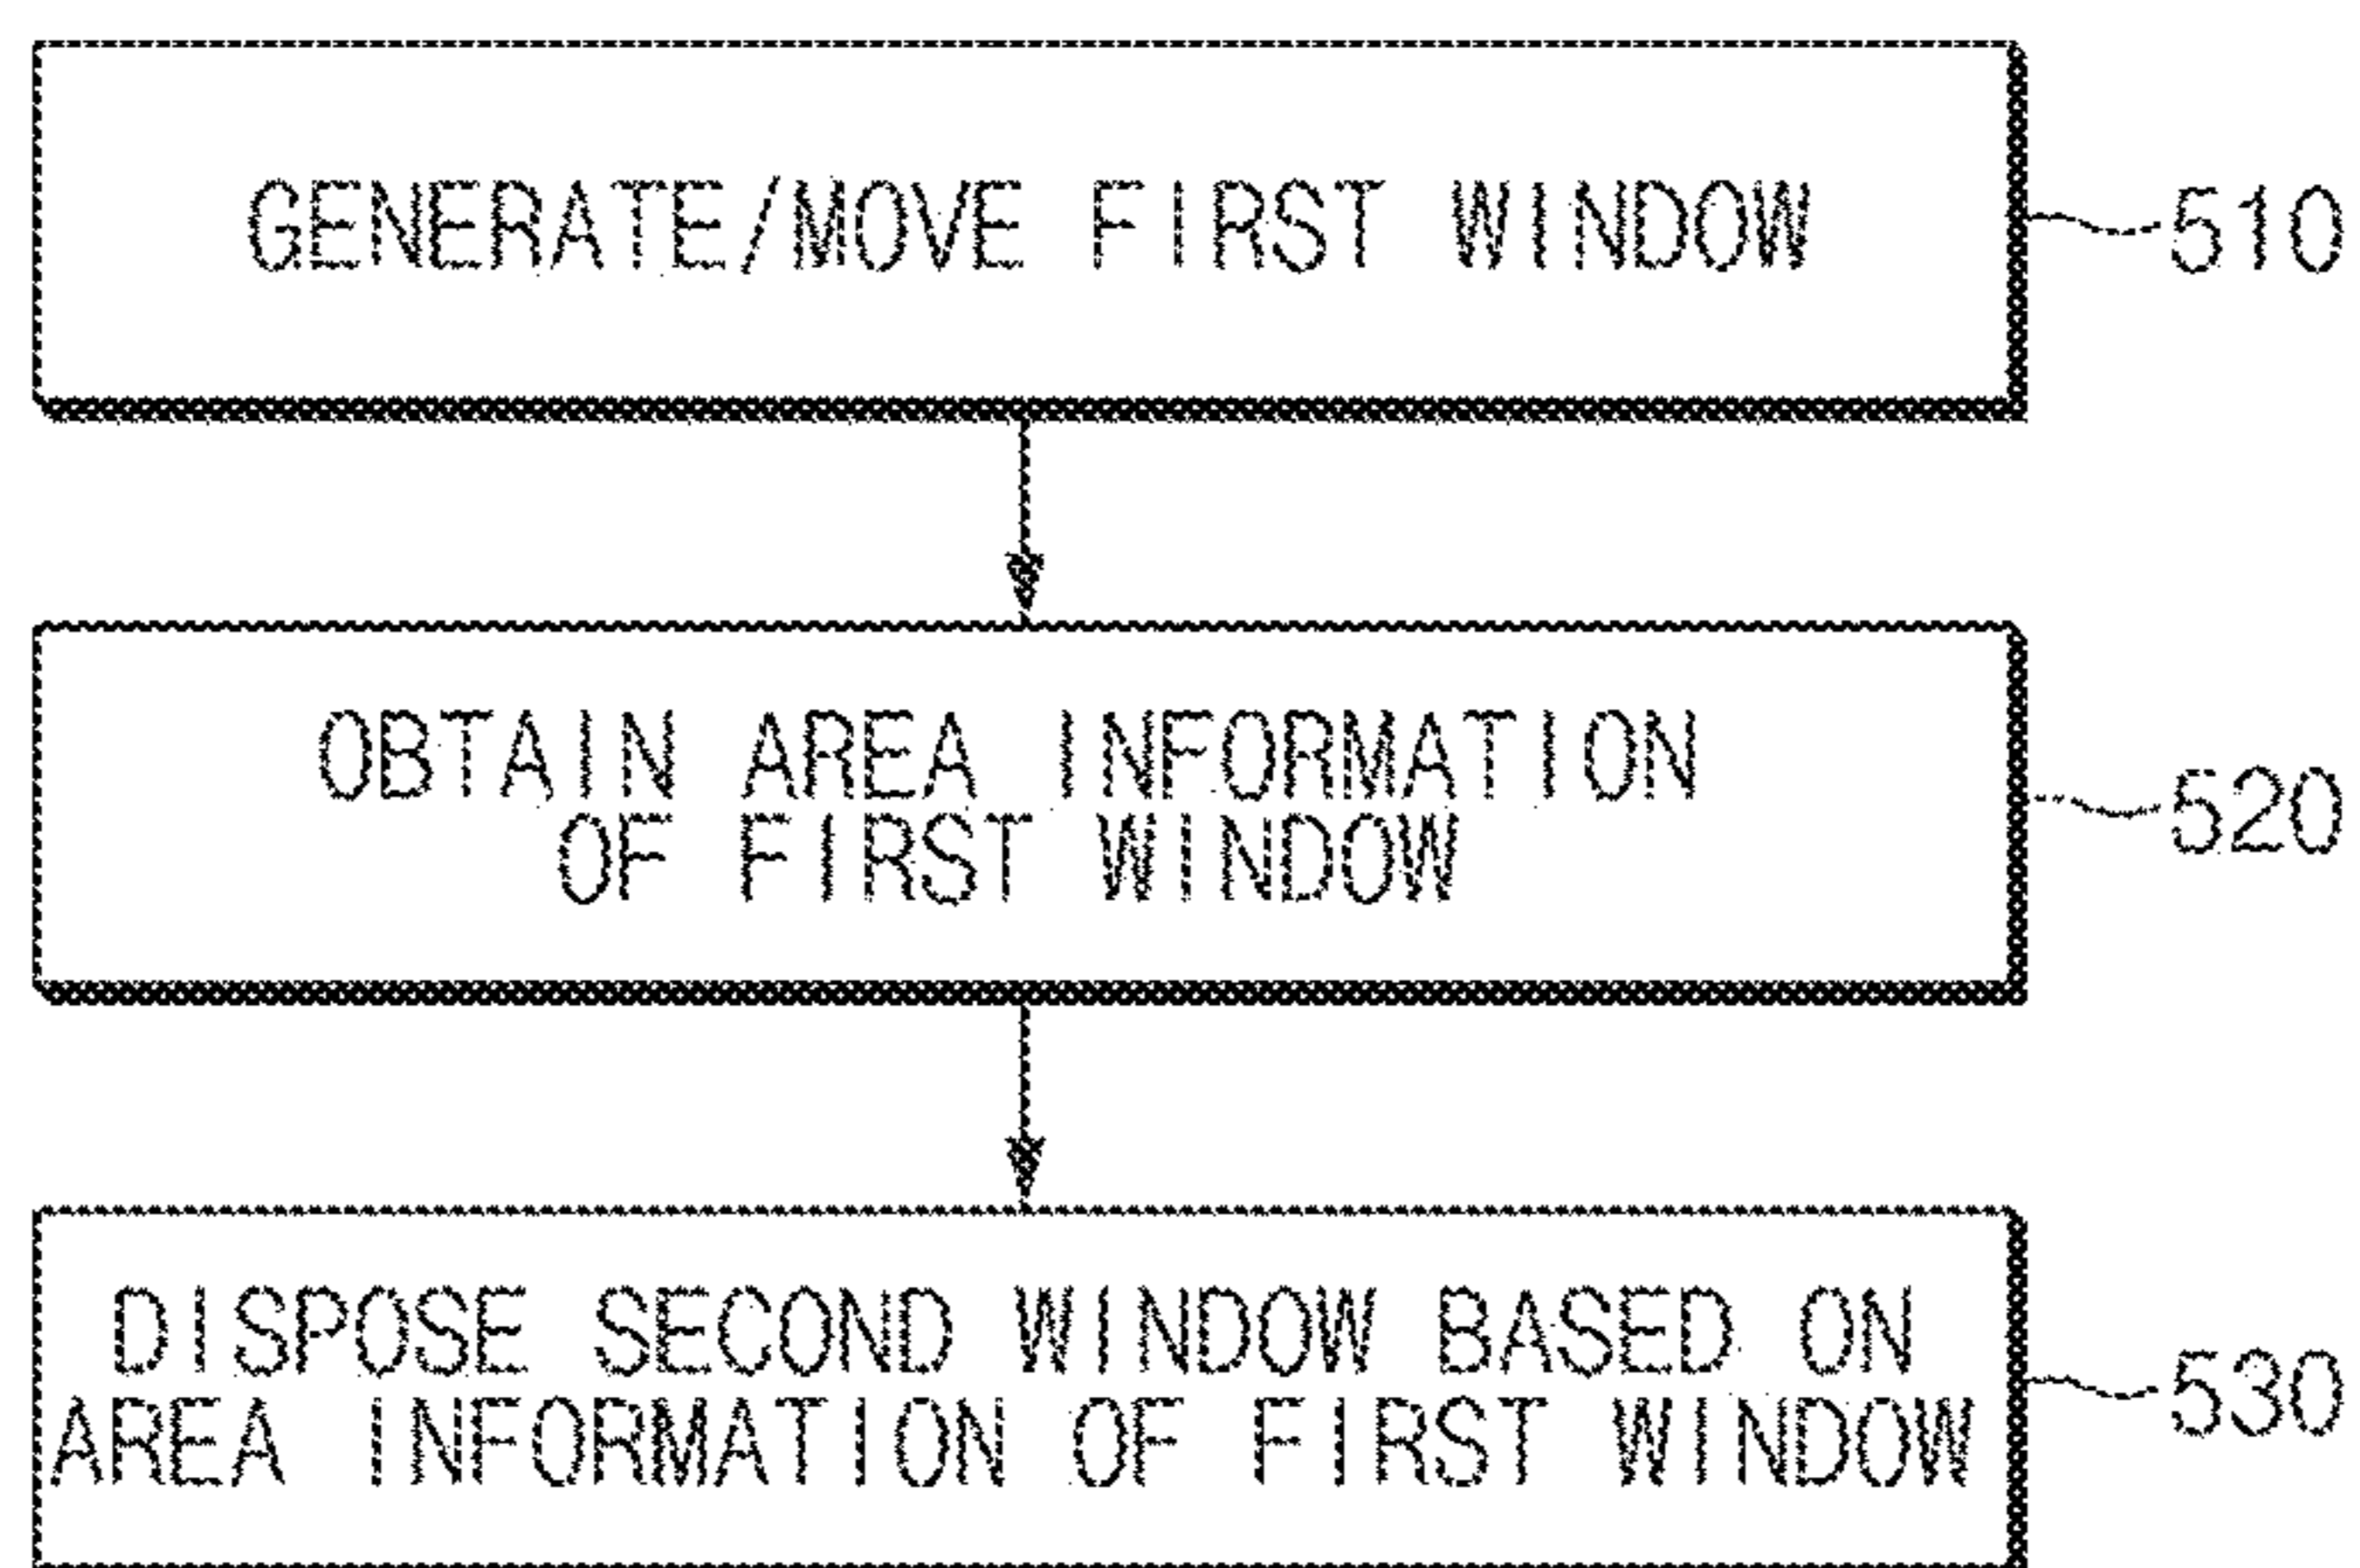 GENERATE/MOVE FIRST WINDOW
510
OBTAIN AREA INFORMATION
OF FIRST WINDOW
520
DISPOSE SECOND WINDOW BASED ON
AREA INFORMATION OF FIRST WINDOW
530